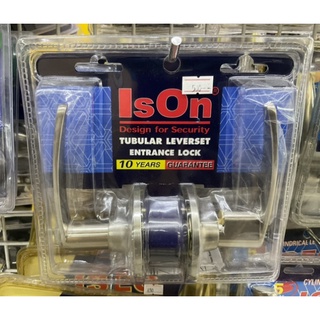 IsOn®
Design for Security
TUBULAR LEVERSET
ENTRANCE LOCK
10 YEARS GUARANTEE